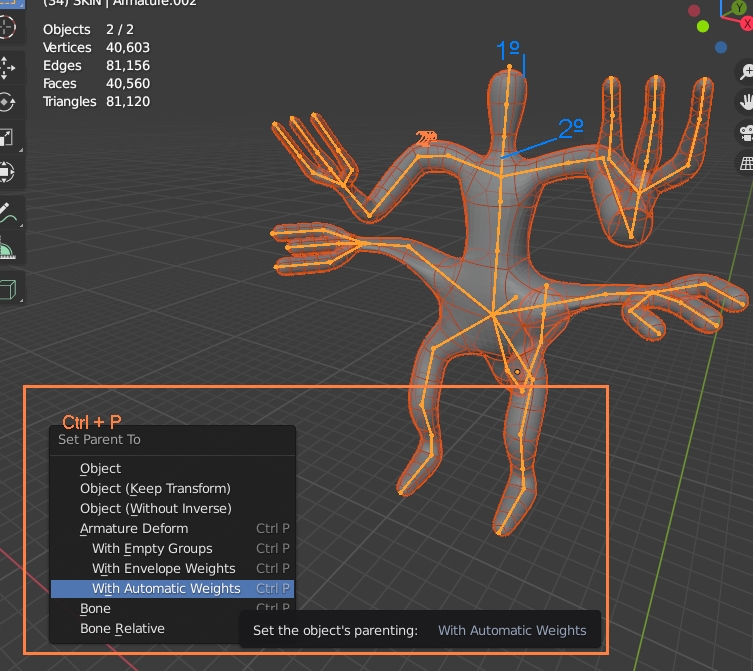 (34) SKIN | Armature.002
Objects 2 / 2
Vertices 40,603
Edges 81,156
Faces 40,560
Triangles 81,120
1º
2º
Y
X
Ctrl + P
Set Parent To
Object
Object (Keep Transform)
Object (Without Inverse)
Armature Deform Ctrl P
With Empty Groups Ctrl P
With Envelope Weights Ctrl P
With Automatic Weights Ctrl P
Bone Ctrl P
Bone Relative
Set the object's parenting: With Automatic Weights